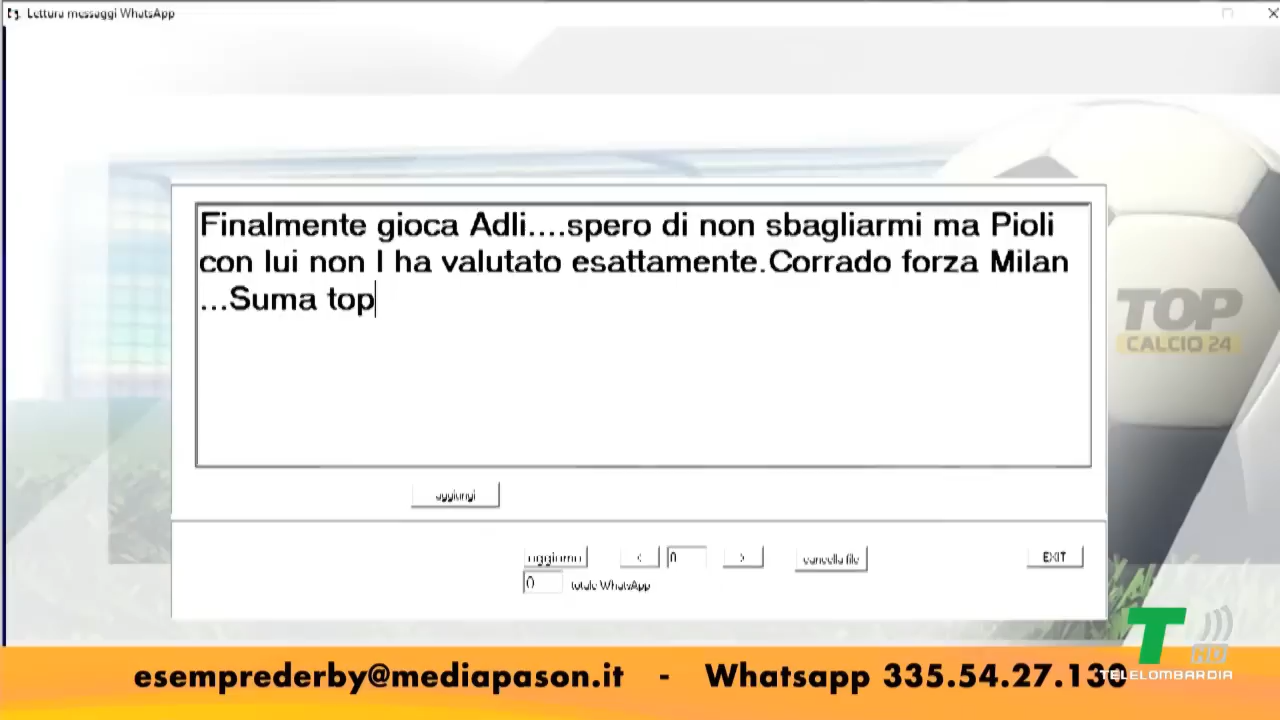 Lettura messaggi WhatsApp
Finalmente gioca Adli....spero di non sbagliarmi ma Pioli
con lui non l ha valutato esattamente.Corrado forza Milan
...Suma top
TOP
CALCIO 24
aggiungi
aggiorna < 0 > cancella file EXIT
0 totale WhatsApp
T HD
TELELOMBARDIA
esemprederby@mediapason.it - Whatsapp 335.54.27.130